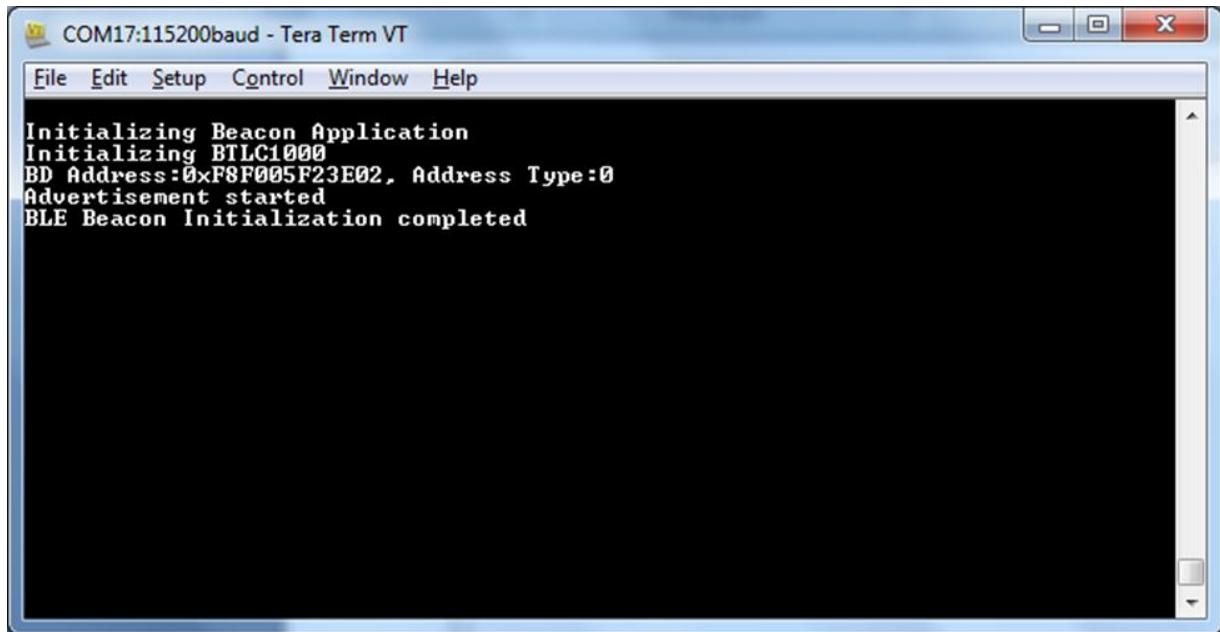 COM17:115200baud - Tera Term VT
File Edit Setup Control Window Help
Initializing Beacon Application
Initializing BTLC1000
BD Address:0xF8F005F23E02, Address Type:0
Advertisement started
BLE Beacon Initialization completed